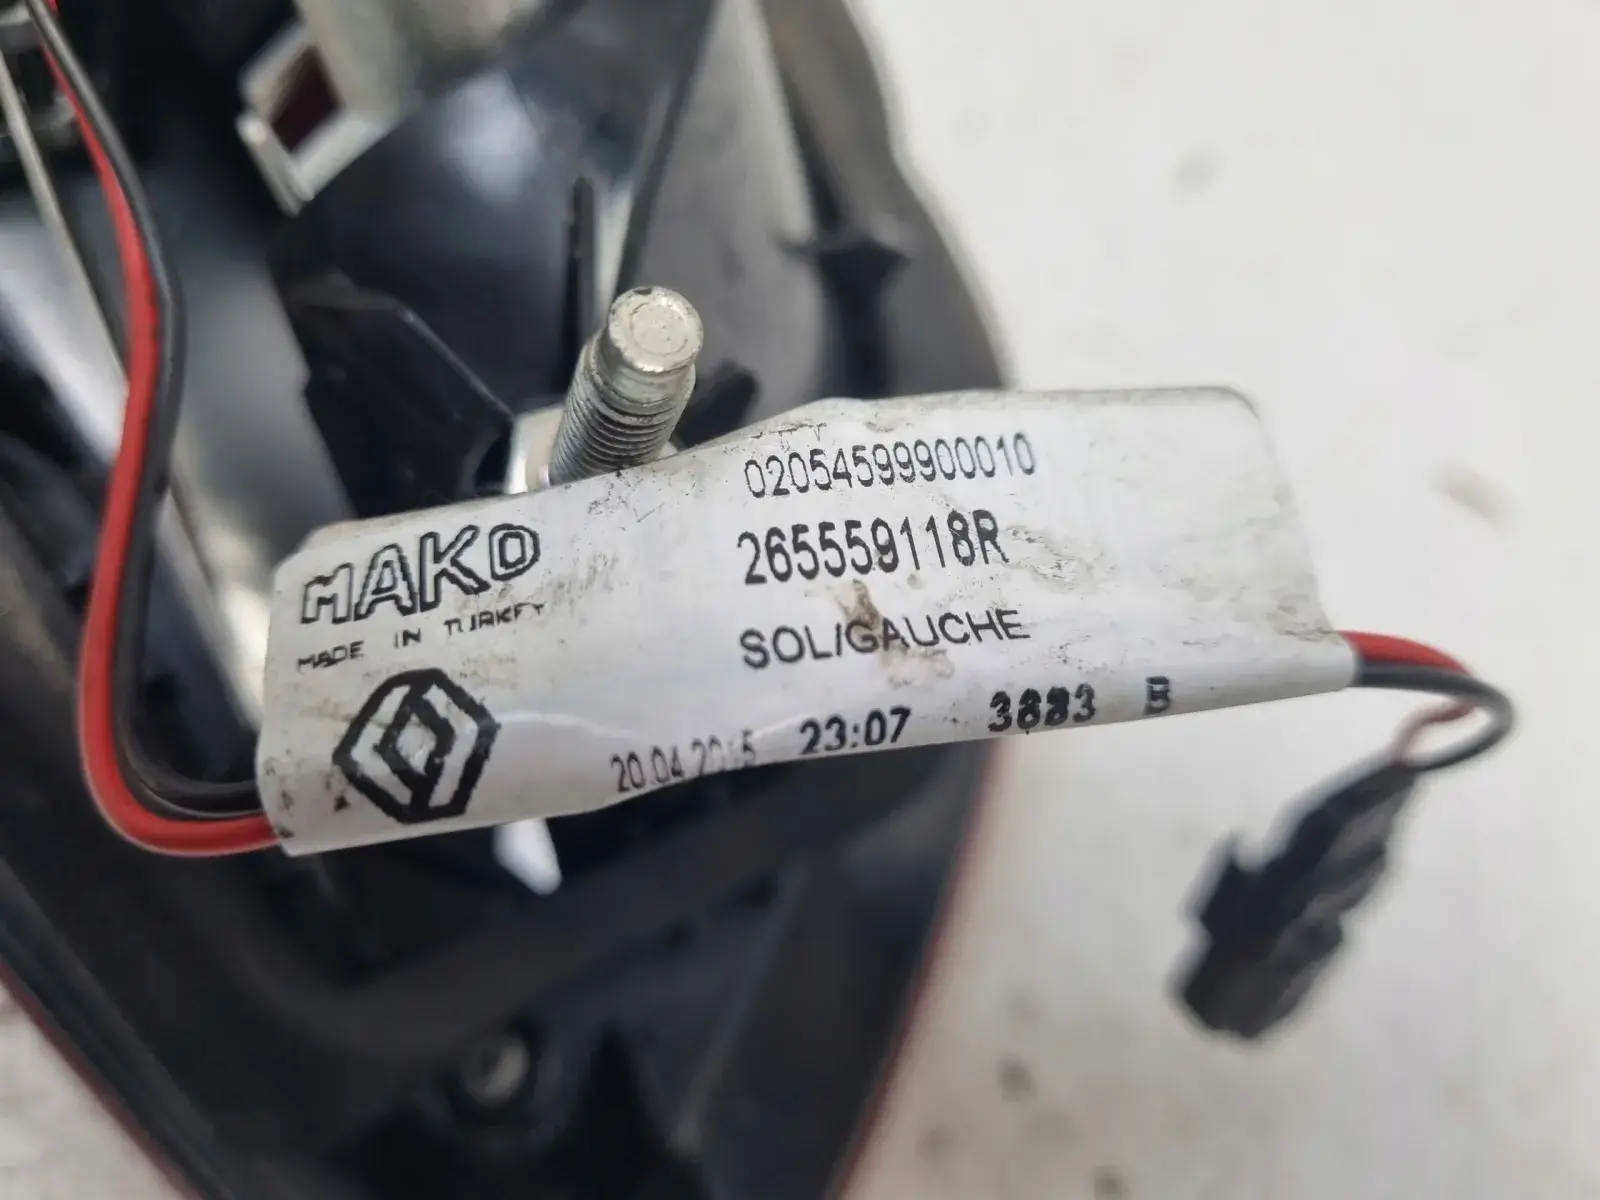 MAKO
MADE IN TURKEY
02054599900010
265559118R
SOL/GAUCHE
20.04.2015 23:07 3883 B